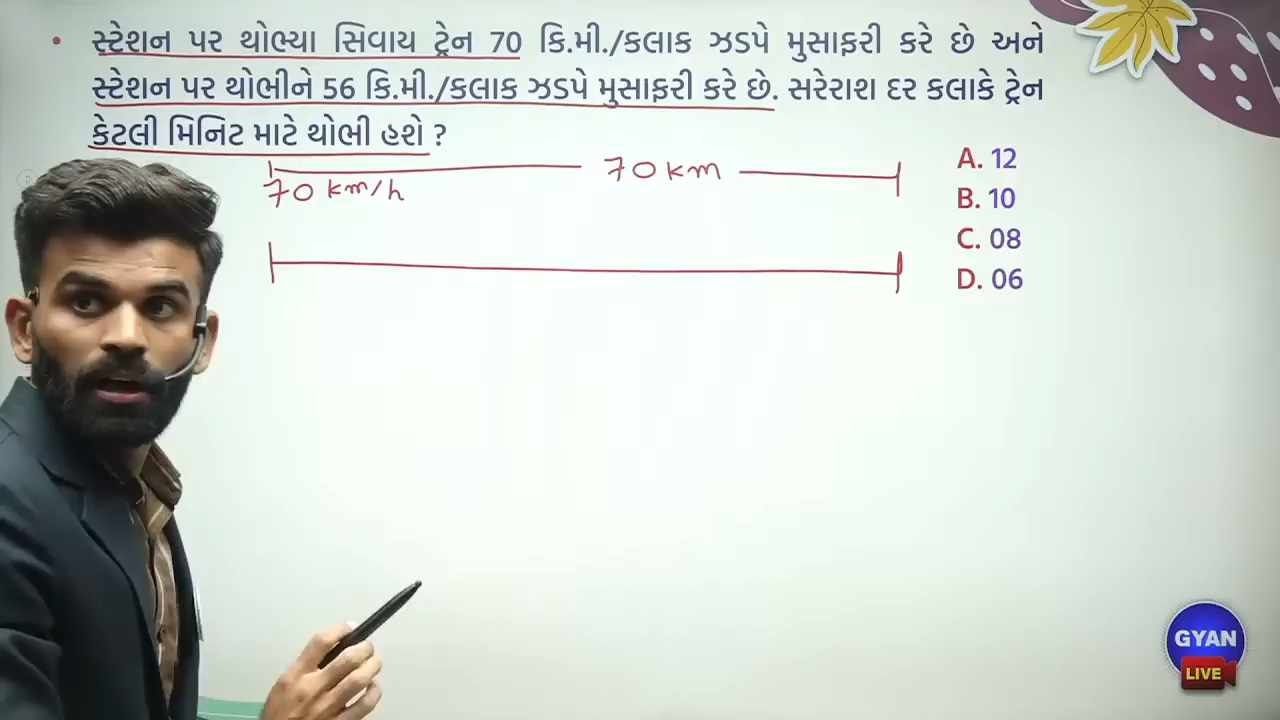 • સ્ટેશન પર થોભ્યા સિવાય ટ્રેન 70 કિ.મી./કલાક ઝડપે મુસાફરી કરે છે અને
સ્ટેશન પર થોભીને 56 કિ.મી./કલાક ઝડપે મુસાફરી કરે છે. સરેરાશ દર કલાકે ટ્રેન
કેટલી મિનિટ માટે થોભી હશે ?
A. 12
B. 10
C. 08
D. 06
70 km
70 km/h
GYAN
LIVE